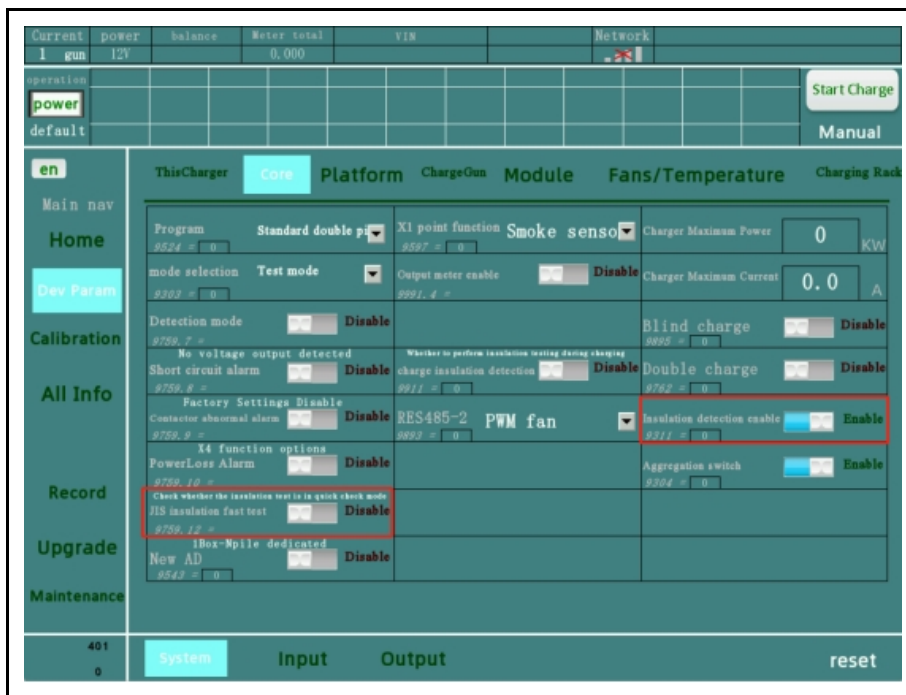 Current power balance Meter total VIN Network
1 gun 12V 0.000
operation
power
default
Start Charge
Manual
en
Main nav
Home
Dev Param
Calibration
All Info
Record
Upgrade
Maintenance
401
0
ThisCharger Core Platform ChargeGun Module Fans/Temperature Charging Rack
Program Standard double pi
9524 = 0
X1 point function Smoke senso
9597 = 0
Charger Maximum Power 0 KW
mode selection Test mode
9303 = 0
Output meter enable Disable
9991.4 =
Charger Maximum Current 0.0 A
Detection mode Disable
9759.7 =
Blind charge Disable
9895 = 0
No voltage output detected
Short circuit alarm Disable
9759.8 =
Whether to perform insulation testing during charging
charge insulation detection Disable
9911 = 0
Double charge Disable
9762 = 0
Factory Settings Disable
Contactor abnormal alarm Disable
9759.9 =
RES485-2 PWM fan
9893 = 0
Insulation detection enable Enable
9311 = 0
X4 function options
PowerLoss Alarm Disable
9759.10 =
Aggregation switch Enable
9304 = 0
Check whether the insulation test is in quick check mode
JIS insulation fast test Disable
9759.12 =
1Box-Npile dedicated
New AD Disable
9543 = 0
System Input Output reset